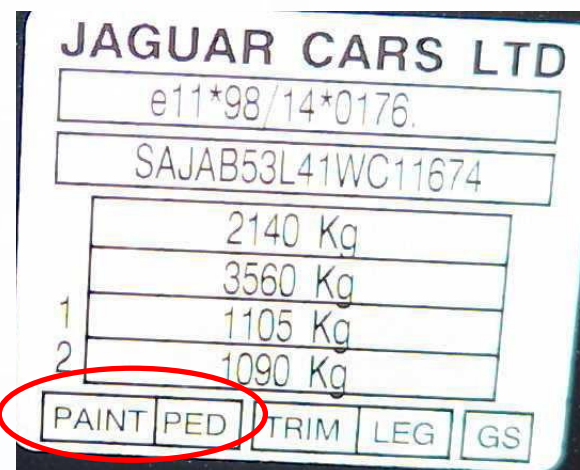 JAGUAR CARS LTD
e11*98/14*0176.
SAJAB53L41WC11674
2140 Kg
3560 Kg
1 1105 Kg
2 1090 Kg
PAINT PED TRIM LEG GS